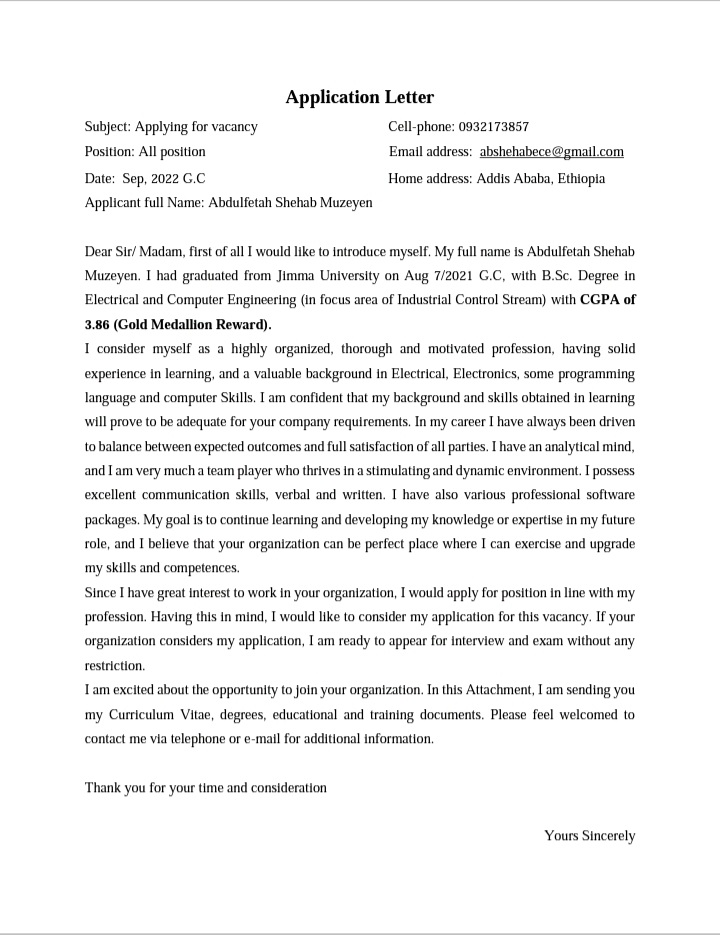 Application Letter
Subject: Applying for vacancy Cell-phone: 0932173857
Position: All position Email address: abshehabece@gmail.com
Date: Sep, 2022 G.C Home address: Addis Ababa, Ethiopia
Applicant full Name: Abdulfetah Shehab Muzeyen
Dear Sir/ Madam, first of all I would like to introduce myself. My full name is Abdulfetah Shehab
Muzeyen. I had graduated from Jimma University on Aug 7/2021 G.C, with B.Sc. Degree in
Electrical and Computer Engineering (in focus area of Industrial Control Stream) with CGPA of
3.86 (Gold Medallion Reward).
I consider myself as a highly organized, thorough and motivated profession, having solid
experience in learning, and a valuable background in Electrical, Electronics, some programming
language and computer Skills. I am confident that my background and skills obtained in learning
will prove to be adequate for your company requirements. In my career I have always been driven
to balance between expected outcomes and full satisfaction of all parties. I have an analytical mind,
and I am very much a team player who thrives in a stimulating and dynamic environment. I possess
excellent communication skills, verbal and written. I have also various professional software
packages. My goal is to continue learning and developing my knowledge or expertise in my future
role, and I believe that your organization can be perfect place where I can exercise and upgrade
my skills and competences.
Since I have great interest to work in your organization, I would apply for position in line with my
profession. Having this in mind, I would like to consider my application for this vacancy. If your
organization considers my application, I am ready to appear for interview and exam without any
restriction.
I am excited about the opportunity to join your organization. In this Attachment, I am sending you
my Curriculum Vitae, degrees, educational and training documents. Please feel welcomed to
contact me via telephone or e-mail for additional information.
Thank you for your time and consideration
Yours Sincerely